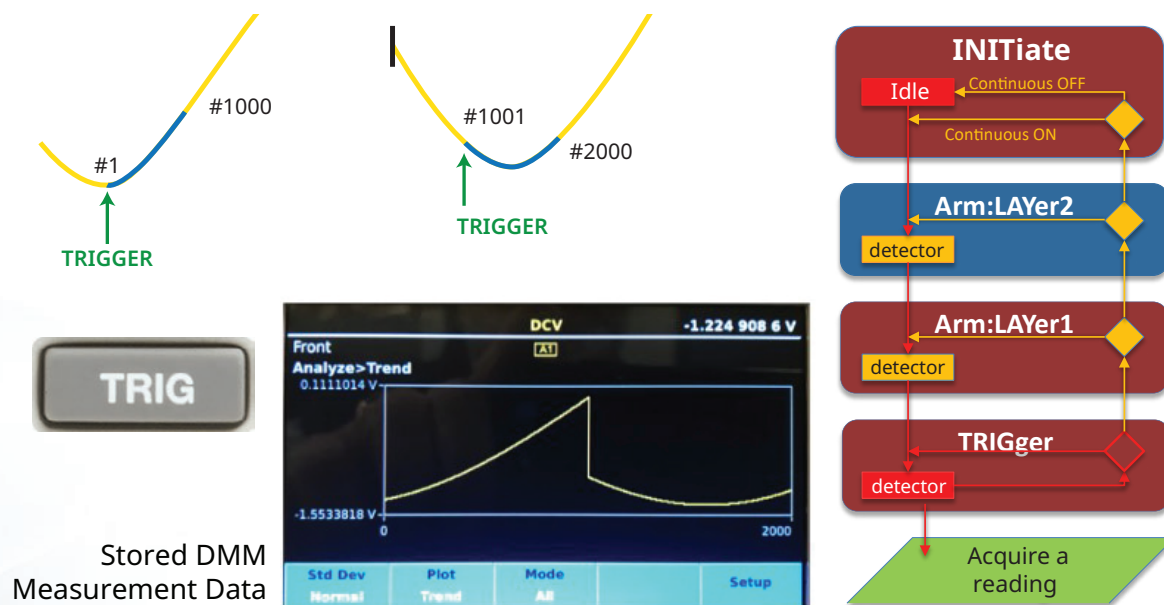 #1
#1000
TRIGGER
#1001
#2000
TRIGGER
TRIG
DCV
-1.224 908 6 V
Front
A1
Analyze>Trend
0.1111014 V
-1.5533818 V
0
2000
Std Dev
Plot
Mode
Setup
Normal
Trend
All
Stored DMM
Measurement Data
INITiate
Idle
Continuous OFF
Continuous ON
Arm:LAYer2
detector
Arm:LAYer1
detector
TRIGger
detector
Acquire a
reading